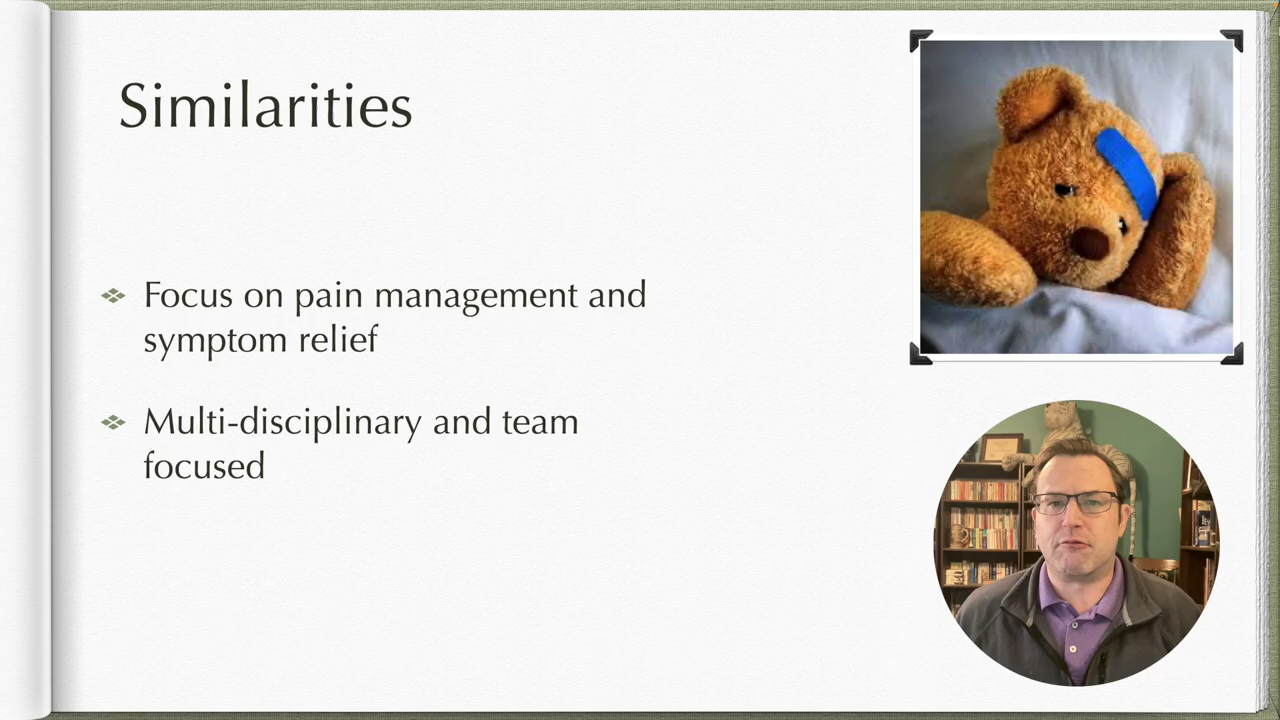 Similarities
Focus on pain management and
symptom relief
Multi-disciplinary and team
focused